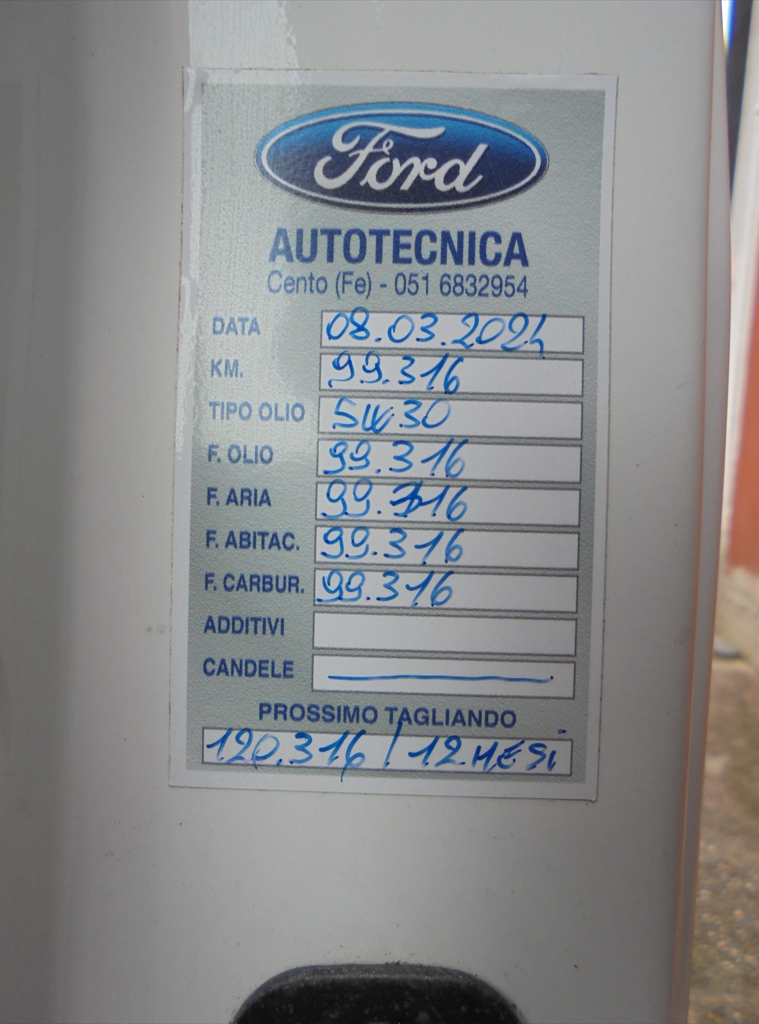 Ford
AUTOTECNICA
Cento (Fe) - 051 6832954
DATA 08.03.2024
KM. 99.316
TIPO OLIO 5W30
F. OLIO 99.316
F. ARIA 99.316
F. ABITAC. 99.316
F. CARBUR. 99.316
ADDITIVI
CANDELE
PROSSIMO TAGLIANDO
120.316 / 12 MESi